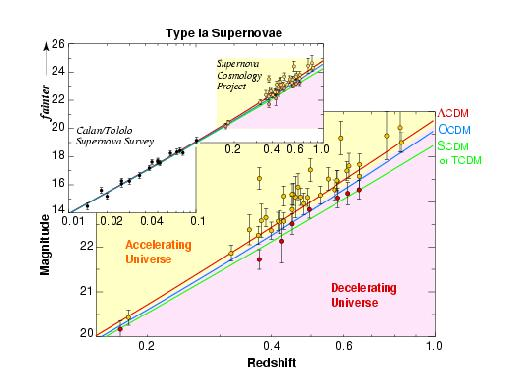 Type Ia Supernovae
fainter
26
24
22
20
18
16
14
Supernova
Cosmology
Project
Calan/Tololo
Supernova Survey
0.2 0.4 0.6 1.0
0.01 0.02 0.04 0.1
ΛCDM
OCDM
SCDM
or TCDM
Magnitude
22
21
20
Accelerating
Universe
Decelerating
Universe
0.2 0.4 0.6 1.0
Redshift